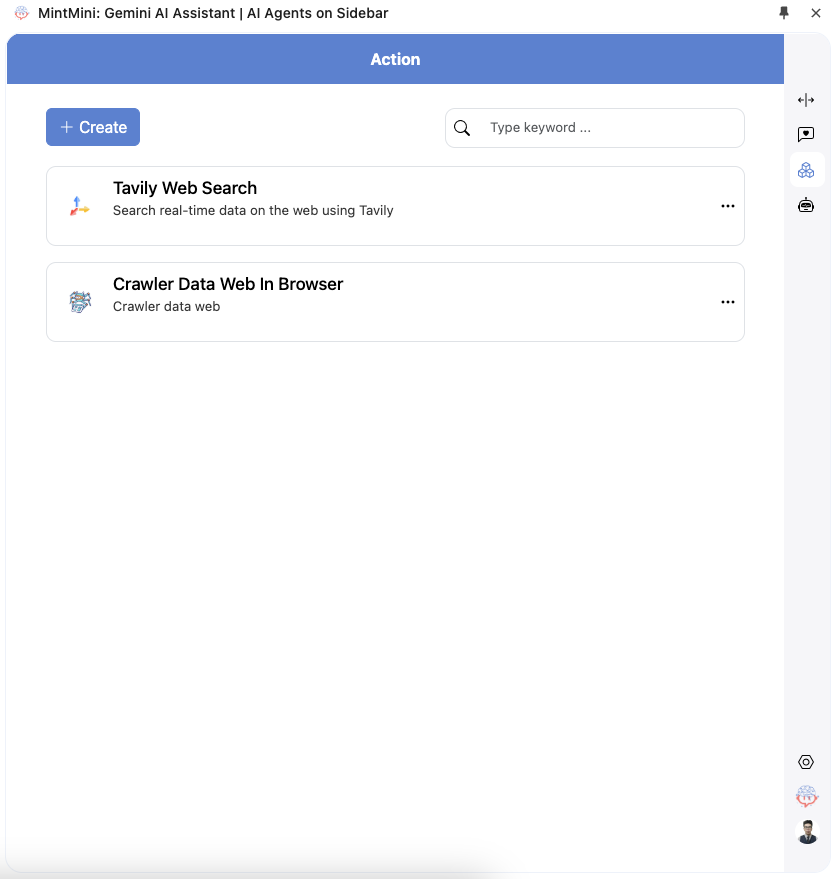 MintMini: Gemini AI Assistant | AI Agents on Sidebar
Action
Create
Type keyword ...
Tavily Web Search
Search real-time data on the web using Tavily
Crawler Data Web In Browser
Crawler data web